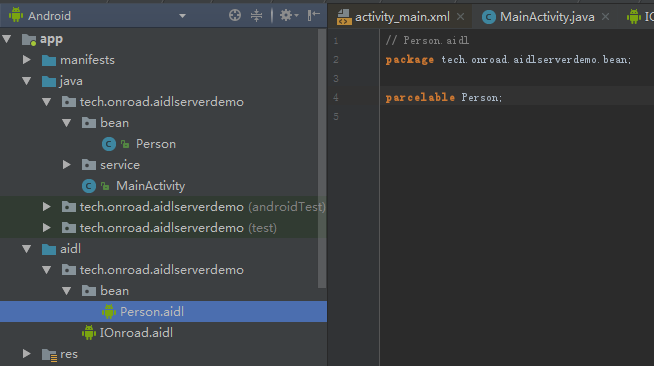 Android
activity_main.xml
MainActivity.java
IO
app
manifests
java
tech.onroad.aidlserverdemo
bean
Person
service
MainActivity
tech.onroad.aidlserverdemo (androidTest)
tech.onroad.aidlserverdemo (test)
aidl
tech.onroad.aidlserverdemo
bean
Person.aidl
IOnroad.aidl
res
1 // Person.aidl
2 package tech.onroad.aidlserverdemo.bean;
3
4 parcelable Person;
5